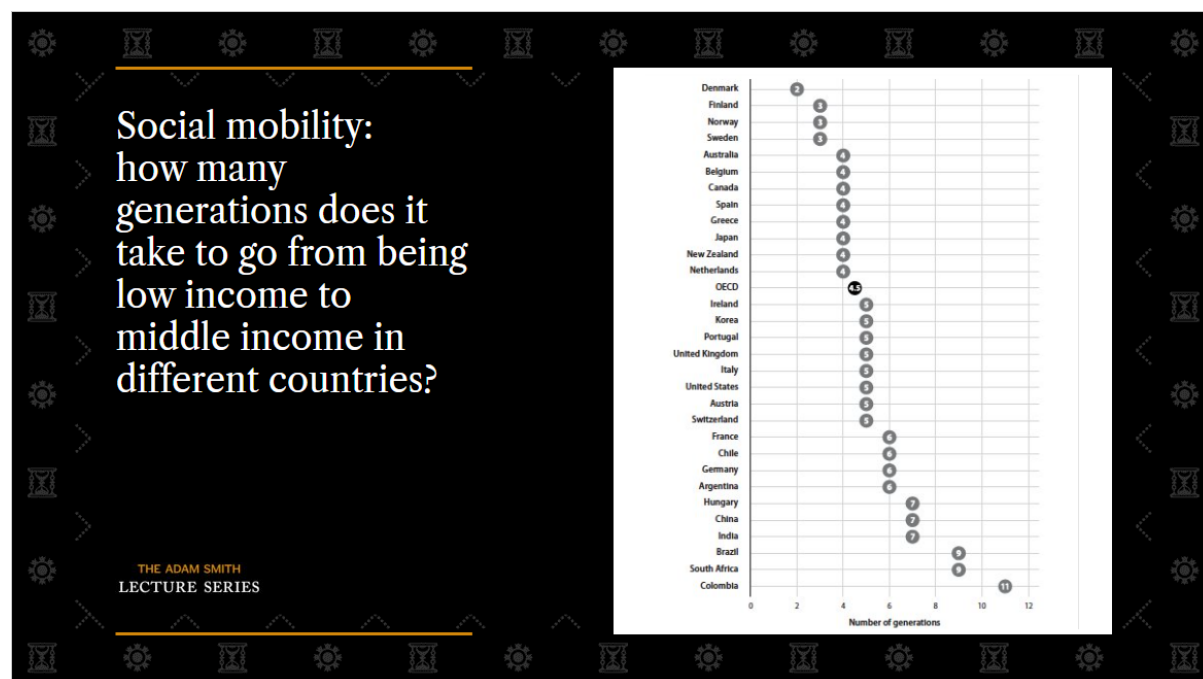 Social mobility:
how many
generations does it
take to go from being
low income to
middle income in
different countries?
THE ADAM SMITH
LECTURE SERIES
Denmark 2
Finland 3
Norway 3
Sweden 3
Australia 4
Belgium 4
Canada 4
Spain 4
Greece 4
Japan 4
New Zealand 4
Netherlands 4
OECD 4.5
Ireland 5
Korea 5
Portugal 5
United Kingdom 5
Italy 5
United States 5
Austria 5
Switzerland 5
France 6
Chile 6
Germany 6
Argentina 6
Hungary 7
China 7
India 7
Brazil 9
South Africa 9
Colombia 11
0 2 4 6 8 10 12
Number of generations